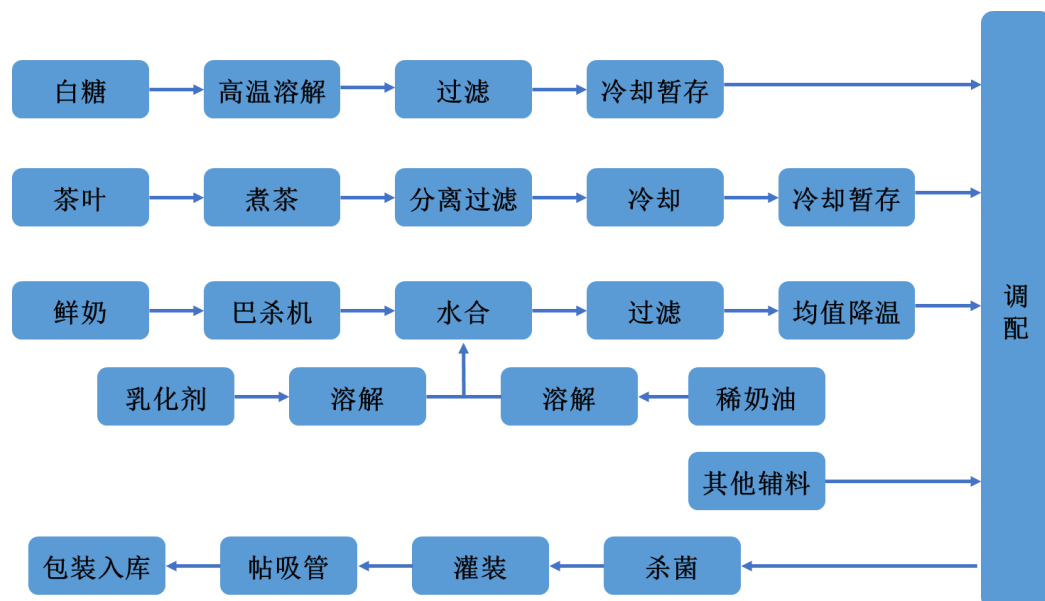 白糖
高温溶解
过滤
冷却暂存
茶叶
煮茶
分离过滤
冷却
冷却暂存
鲜奶
巴杀机
水合
过滤
均值降温
调
配
乳化剂
溶解
溶解
稀奶油
其他辅料
包装入库
帖吸管
灌装
杀菌